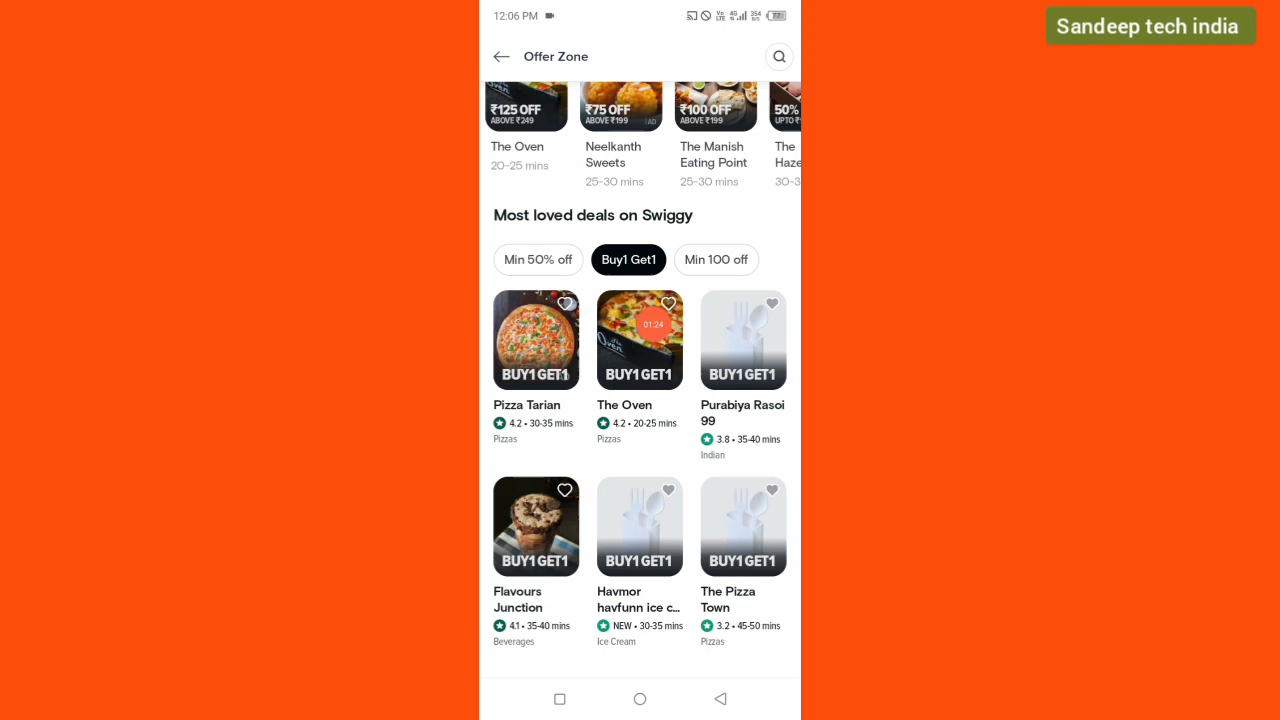 Sandeep tech india
12:06 PM
Vo LTE 4G 354 B/S 77
Offer Zone
₹125 OFF
ABOVE ₹249
₹75 OFF
ABOVE ₹199
AD
₹100 OFF
ABOVE ₹199
50%
UPTO
The Oven
20-25 mins
Neelkanth
Sweets
25-30 mins
The Manish
Eating Point
25-30 mins
The
Haze
30-3
Most loved deals on Swiggy
Min 50% off
Buy1 Get1
Min 100 off
01:24
BUY1 GET1
BUY1 GET1
BUY1 GET1
Pizza Tarian
4.2 • 30-35 mins
Pizzas
The Oven
4.2 • 20-25 mins
Pizzas
Purabiya Rasoi
99
3.8 • 35-40 mins
Indian
BUY1 GET1
BUY1 GET1
BUY1 GET1
Flavours
Junction
4.1 • 35-40 mins
Beverages
Havmor
havfunn ice c...
NEW • 30-35 mins
Ice Cream
The Pizza
Town
3.2 • 45-50 mins
Pizzas